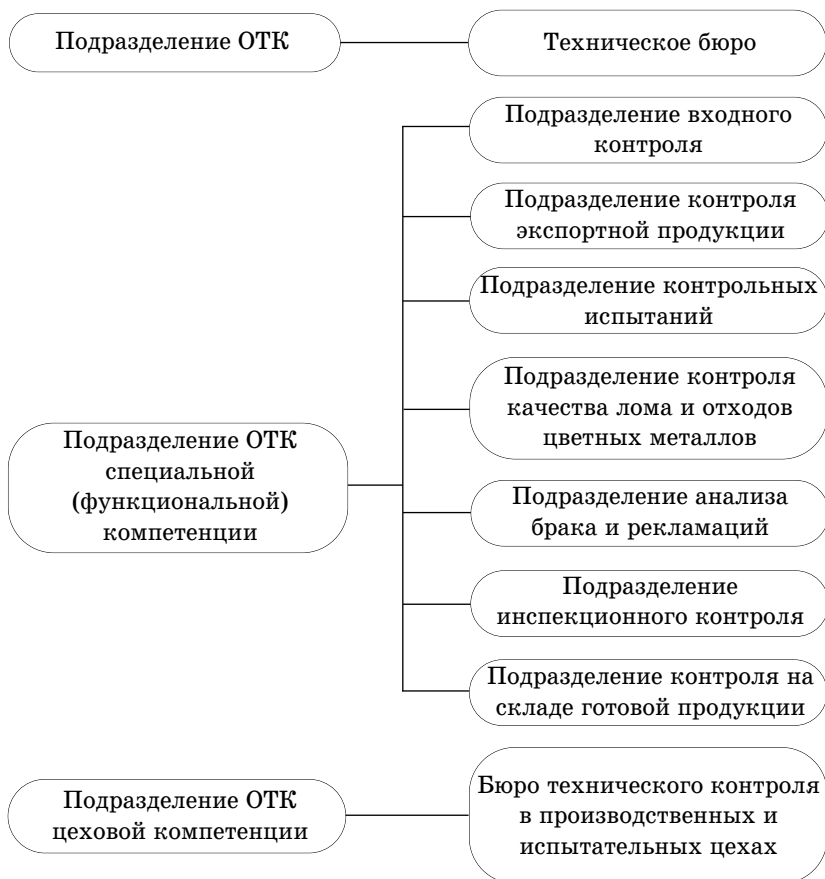 Подразделение ОТК
Техническое бюро
Подразделение входного
контроля
Подразделение контроля
экспортной продукции
Подразделение контрольных
испытаний
Подразделение контроля
качества лома и отходов
цветных металлов
Подразделение ОТК
специальной
(функциональной)
компетенции
Подразделение анализа
брака и рекламаций
Подразделение
инспекционного контроля
Подразделение контроля на
складе готовой продукции
Подразделение ОТК
цеховой компетенции
Бюро технического контроля
в производственных и
испытательных цехах